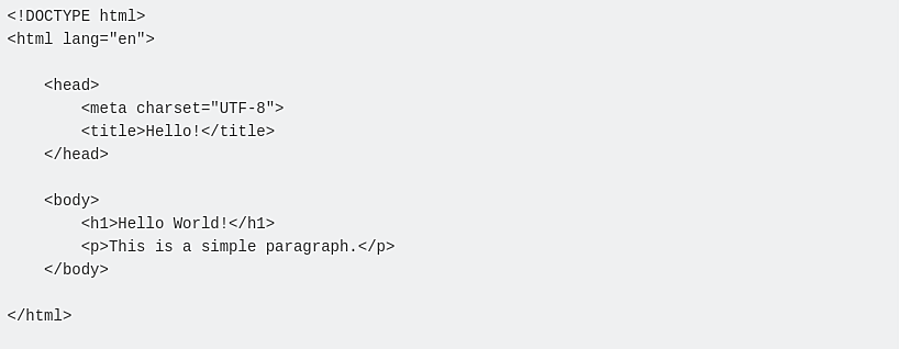 <!DOCTYPE html>
<html lang="en">

    <head>
        <meta charset="UTF-8">
        <title>Hello!</title>
    </head>

    <body>
        <h1>Hello World!</h1>
        <p>This is a simple paragraph.</p>
    </body>

</html>